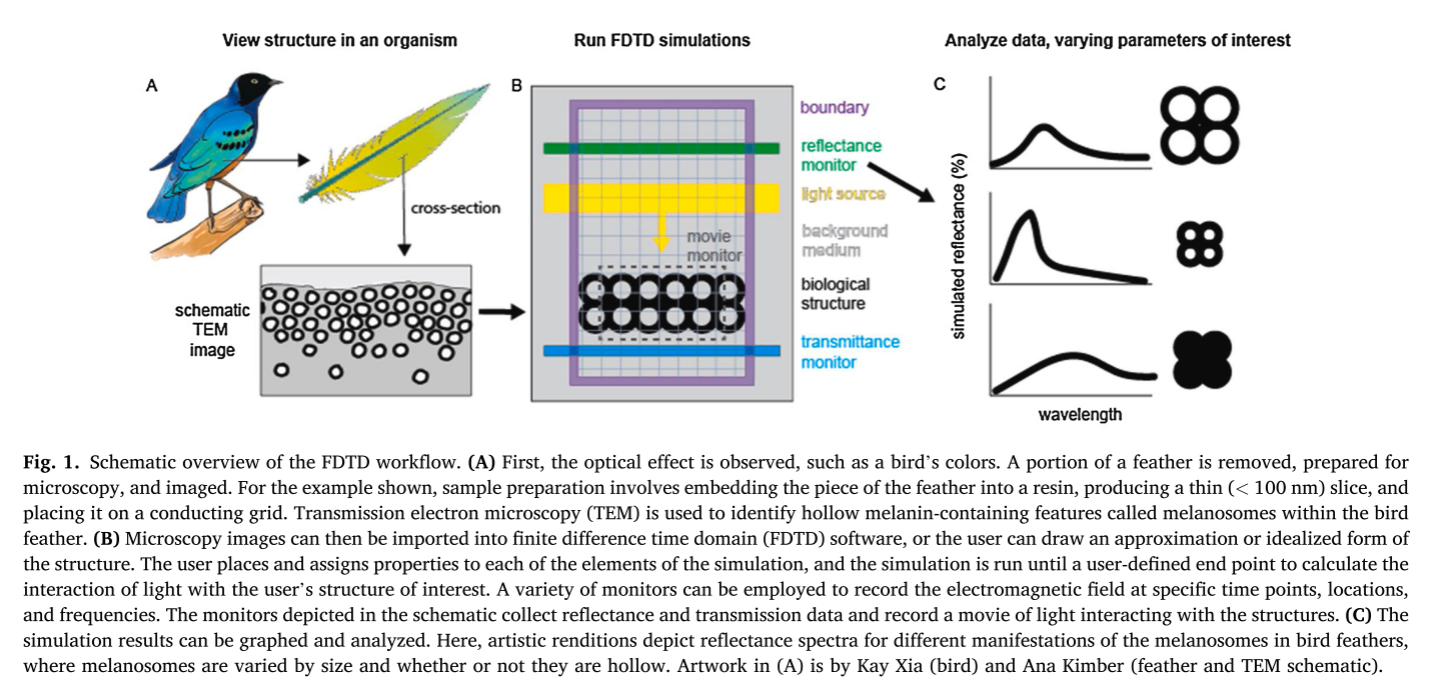 View structure in an organism
Run FDTD simulations
Analyze data, varying parameters of interest
A
cross-section
schematic
TEM
image
B
boundary
reflectance
monitor
light source
background
medium
movie
monitor
biological
structure
transmittance
monitor
C
simulated reflectance (%)
wavelength
Fig. 1. Schematic overview of the FDTD workflow. (A) First, the optical effect is observed, such as a bird's colors. A portion of a feather is removed, prepared for
microscopy, and imaged. For the example shown, sample preparation involves embedding the piece of the feather into a resin, producing a thin (< 100 nm) slice, and
placing it on a conducting grid. Transmission electron microscopy (TEM) is used to identify hollow melanin-containing features called melanosomes within the bird
feather. (B) Microscopy images can then be imported into finite difference time domain (FDTD) software, or the user can draw an approximation or idealized form of
the structure. The user places and assigns properties to each of the elements of the simulation, and the simulation is run until a user-defined end point to calculate the
interaction of light with the user's structure of interest. A variety of monitors can be employed to record the electromagnetic field at specific time points, locations,
and frequencies. The monitors depicted in the schematic collect reflectance and transmission data and record a movie of light interacting with the structures. (C) The
simulation results can be graphed and analyzed. Here, artistic renditions depict reflectance spectra for different manifestations of the melanosomes in bird feathers,
where melanosomes are varied by size and whether or not they are hollow. Artwork in (A) is by Kay Xia (bird) and Ana Kimber (feather and TEM schematic).